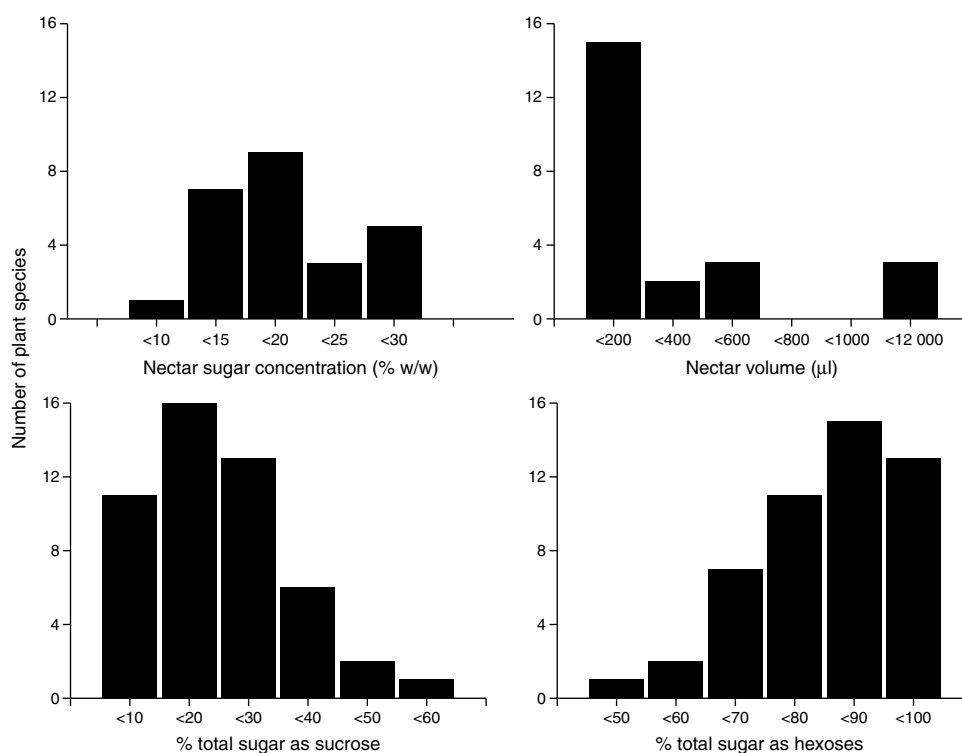 Number of plant species
16
12
8
4
0
<10 <15 <20 <25 <30
Nectar sugar concentration (% w/w)
16
12
8
4
0
<200 <400 <600 <800 <1000 <12 000
Nectar volume (μl)
16
12
8
4
0
<10 <20 <30 <40 <50 <60
% total sugar as sucrose
16
12
8
4
0
<50 <60 <70 <80 <90 <100
% total sugar as hexoses